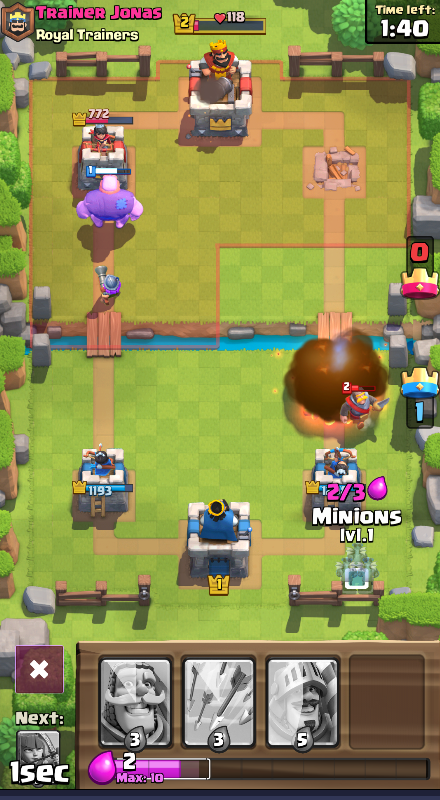 Trainer Jonas
Royal Trainers
2
118
Time left:
1:40
772
1
0
2
1
1193
1
2/3
Minions
lvl.1
1
Next:
1sec
3
3
5
2
Max:10